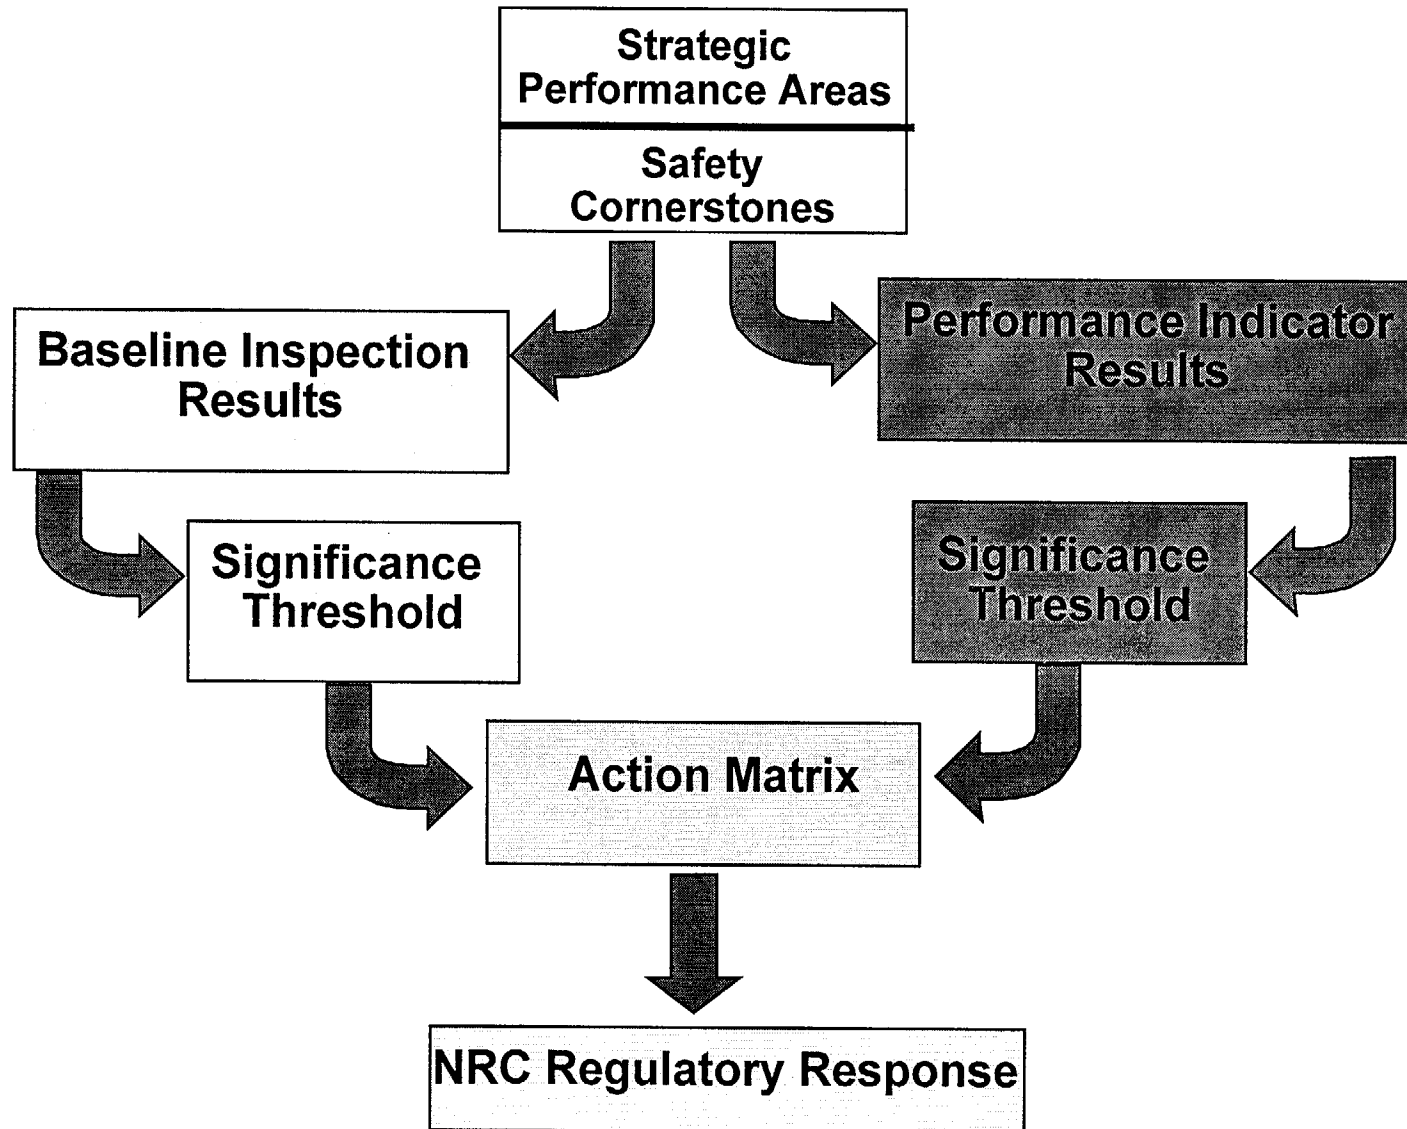 Strategic
Performance Areas
Safety
Cornerstones
Baseline Inspection
Results
Performance Indicator
Results
Significance
Threshold
Significance
Threshold
Action Matrix
NRC Regulatory Response